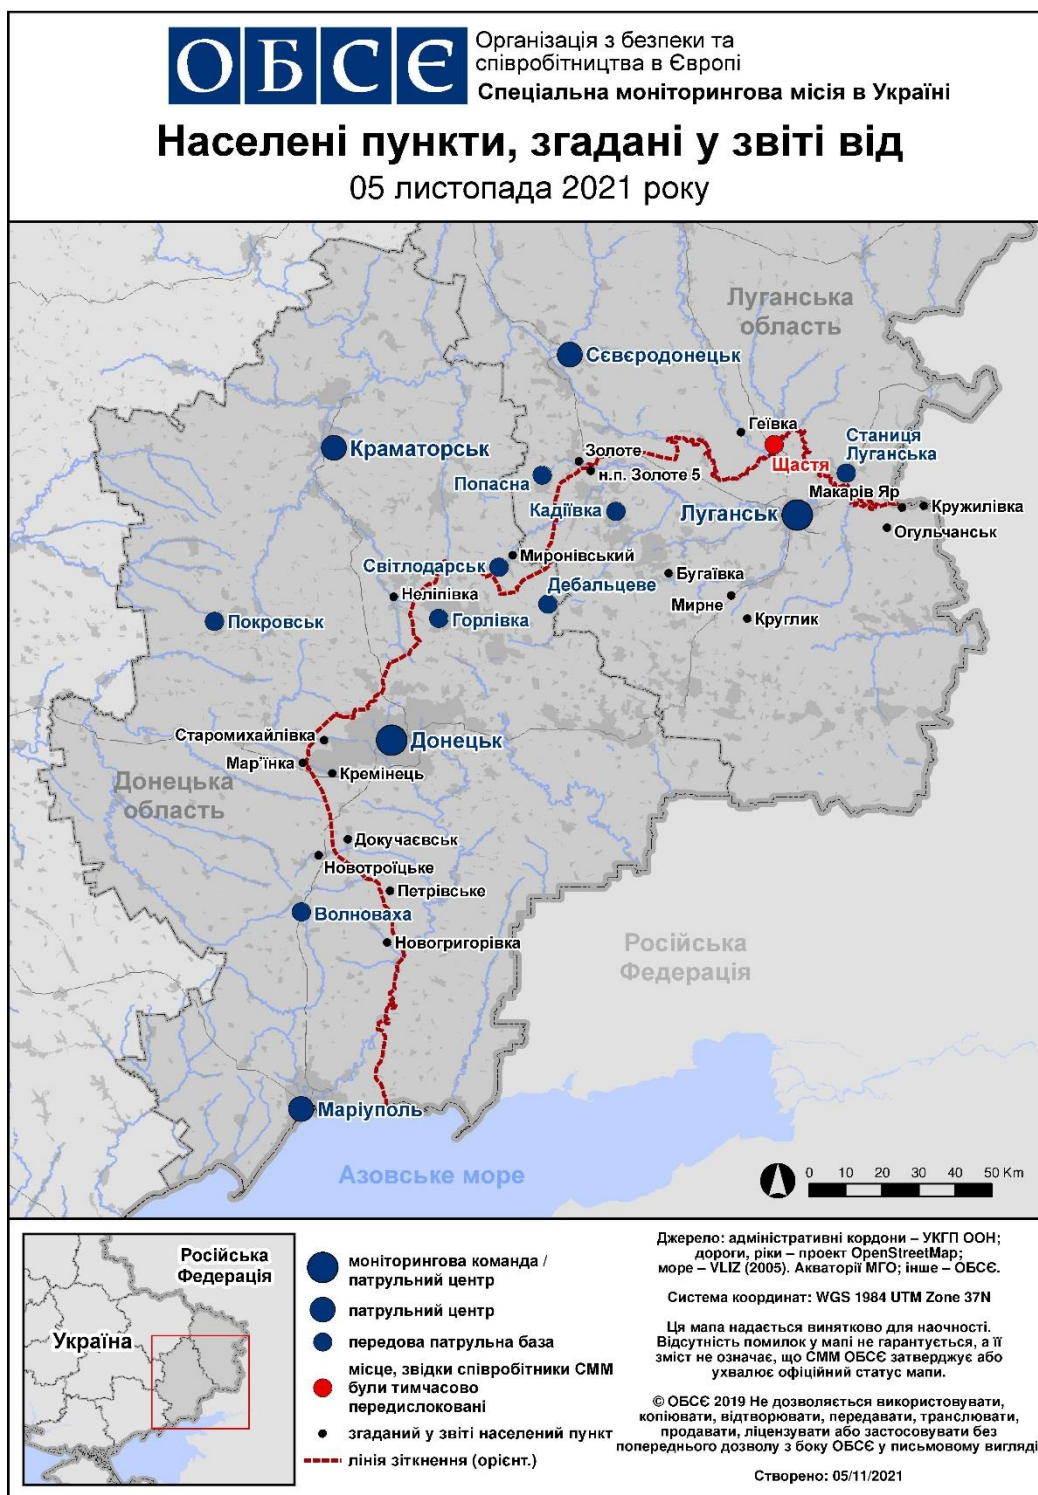 ОБСЄ
Організація з безпеки та
співробітництва в Європі
Спеціальна моніторингова місія в Україні
Населені пункти, згадані у звіті від
05 листопада 2021 року
Луганська
область
Сєвєродонецьк
Геївка
Краматорськ
Золоте
Щастя
Станиця
Луганська
Попасна
н.п. Золоте 5
Макарів Яр
Кадіївка
Луганськ
Кружилівка
Огульчанськ
Миронівський
Світлодарськ
Бугаївка
Неліпівка
Дебальцеве
Мирне
Покровськ
Горлівка
Круглик
Старомихайлівка
Донецьк
Мар'їнка
Кремінець
Донецька
область
Докучаєвськ
Новотроїцьке
Петрівське
Волноваха
Новогригорівка
Російська
Федерація
Маріуполь
Азовське море
0 10 20 30 40 50 Км
Російська
Федерація
Україна
моніторингова команда /
патрульний центр
патрульний центр
передова патрульна база
місце, звідки співробітники СММ
були тимчасово
передислоковані
згаданий у звіті населений пункт
лінія зіткнення (орієнт.)
Джерело: адміністративні кордони – УКГП ООН;
дороги, ріки – проект OpenStreetMap;
море – VLIZ (2005). Акваторії МГО; інше – ОБСЄ.
Система координат: WGS 1984 UTM Zone 37N
Ця мапа надається винятково для наочності.
Відсутність помилок у мапі не гарантується, а її
зміст не означає, що СММ ОБСЄ затверджує або
ухвалює офіційний статус мапи.
© ОБСЄ 2019 Не дозволяється використовувати,
копіювати, відтворювати, передавати, транслювати,
продавати, ліцензувати або застосовувати без
попереднього дозволу з боку ОБСЄ у письмовому вигляді
Створено: 05/11/2021